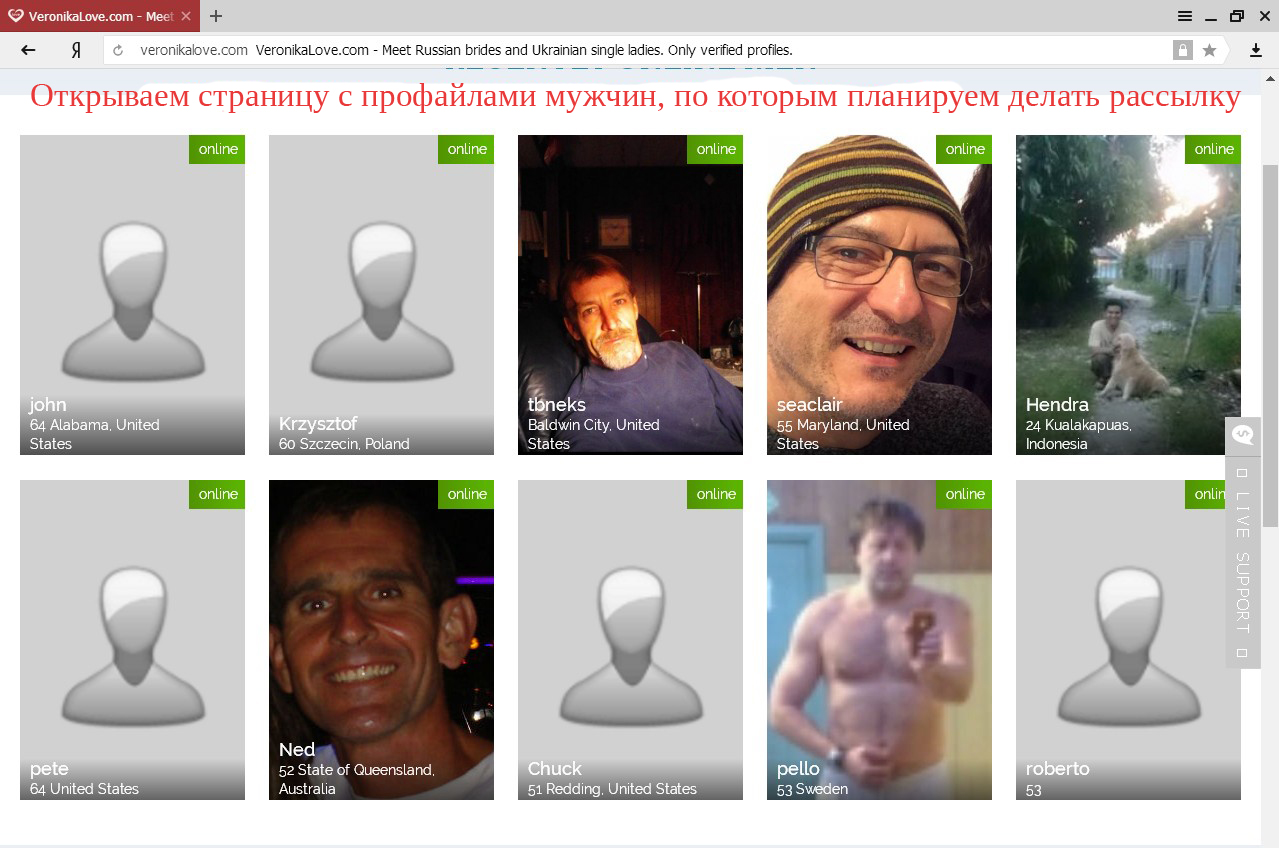 VeronikaLove.com - Meet
veronikalove.com VeronikaLove.com - Meet Russian brides and Ukrainian single ladies. Only verified profiles.
Открываем страницу с профайлами мужчин, по которым планируем делать рассылку
online
online
online
online
online
john
64 Alabama, United
States
Krzysztof
60 Szczecin, Poland
tbneks
Baldwin City, United
States
seaclair
55 Maryland, United
States
Hendra
24 Kualakapuas,
Indonesia
online
online
online
online
onlin
LIVE SUPPORT
pete
64 United States
Ned
52 State of Queensland,
Australia
Chuck
51 Redding, United States
pello
53 Sweden
roberto
53